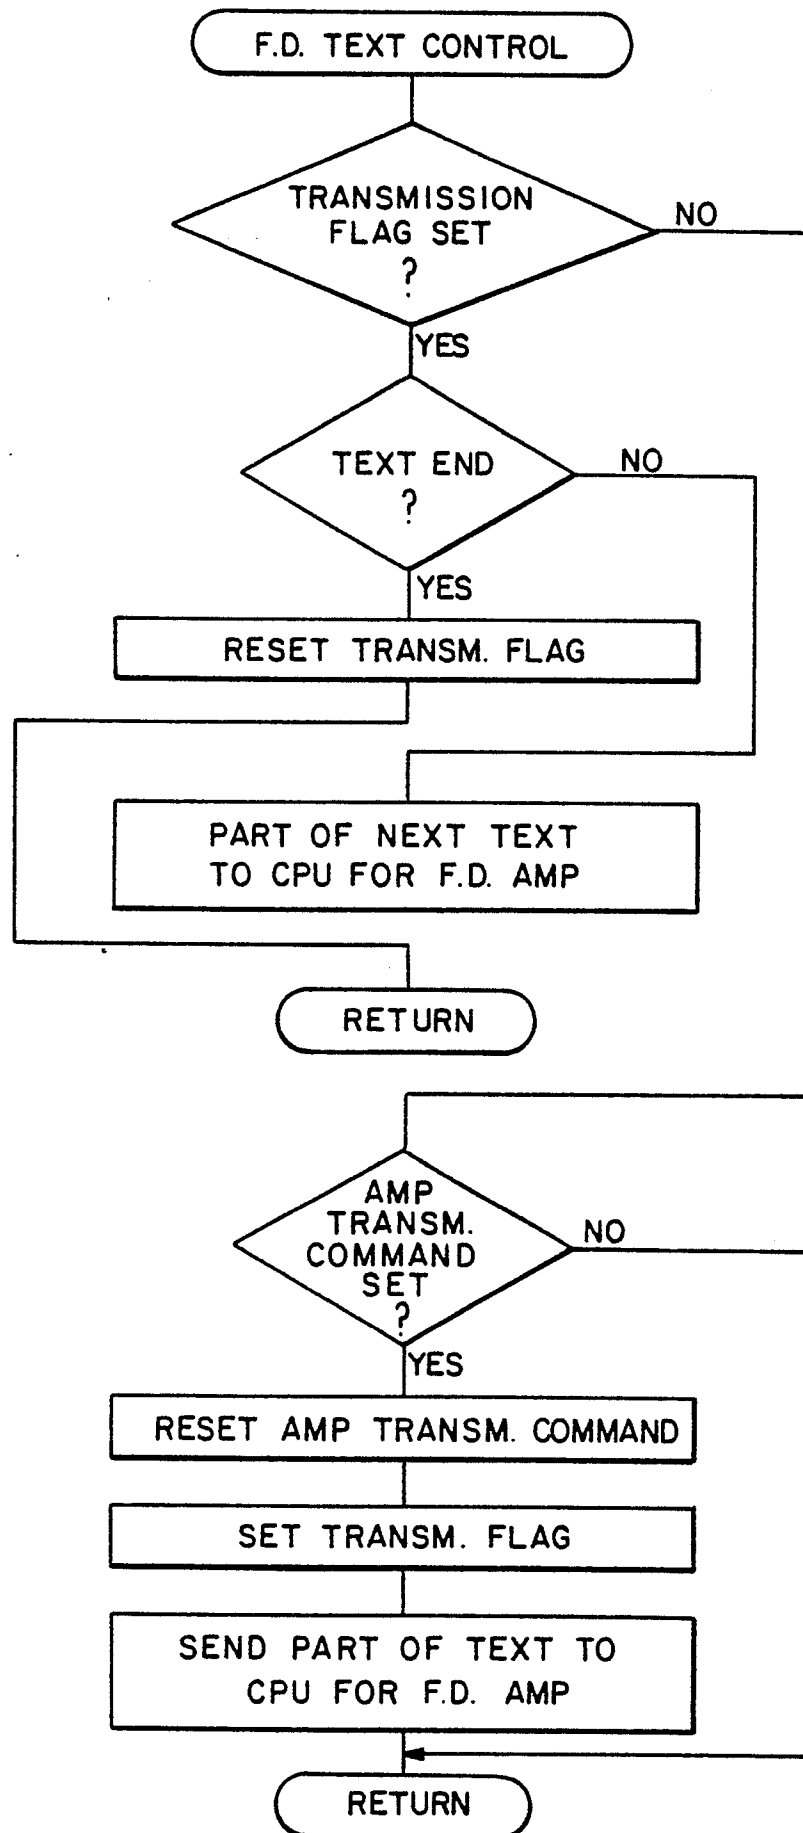 F.D. TEXT CONTROL
TRANSMISSION
FLAG SET
?
NO
YES
TEXT END
?
NO
YES
RESET TRANSM. FLAG
PART OF NEXT TEXT
TO CPU FOR F.D. AMP
RETURN
AMP
TRANSM.
COMMAND
SET
?
NO
YES
RESET AMP TRANSM. COMMAND
SET TRANSM. FLAG
SEND PART OF TEXT TO
CPU FOR F.D. AMP
RETURN